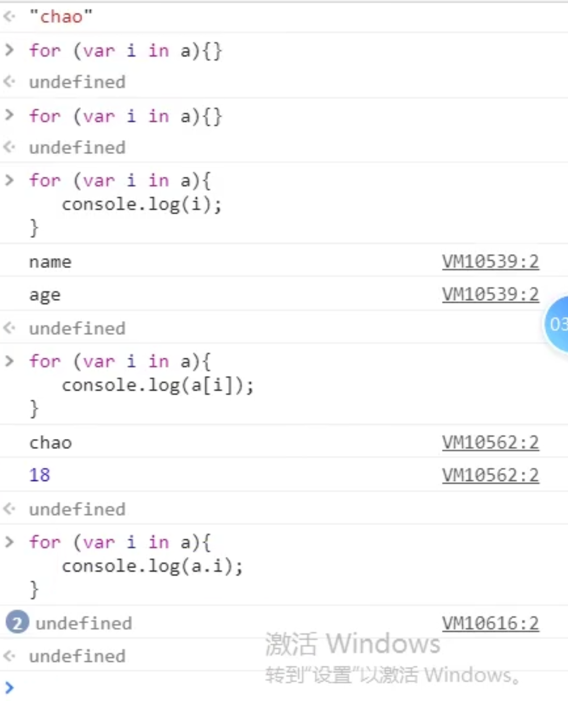 "chao"
for (var i in a){}
undefined
for (var i in a){}
undefined
for (var i in a){
console.log(i);
}
name VM10539:2
age VM10539:2
undefined
for (var i in a){
console.log(a[i]);
}
chao VM10562:2
18 VM10562:2
undefined
for (var i in a){
console.log(a.i);
}
2 undefined VM10616:2
undefined
激活 Windows
转到“设置”以激活 Windows。
03